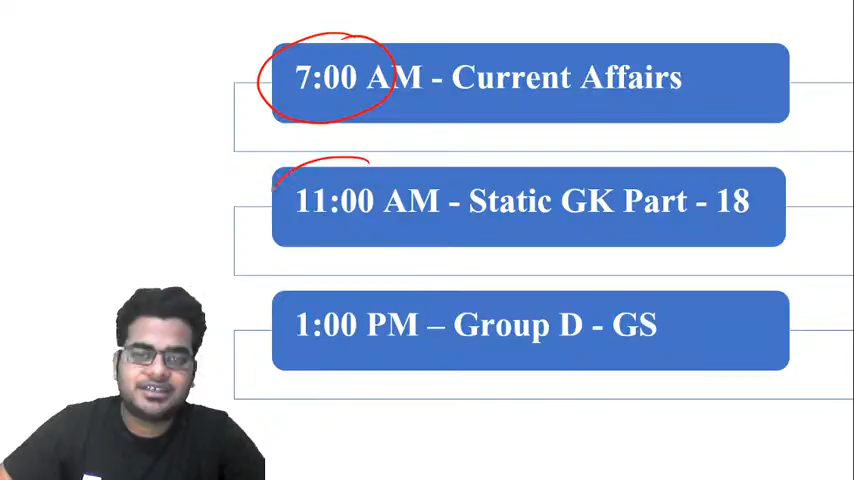 7:00 AM - Current Affairs
11:00 AM - Static GK Part - 18
1:00 PM – Group D - GS